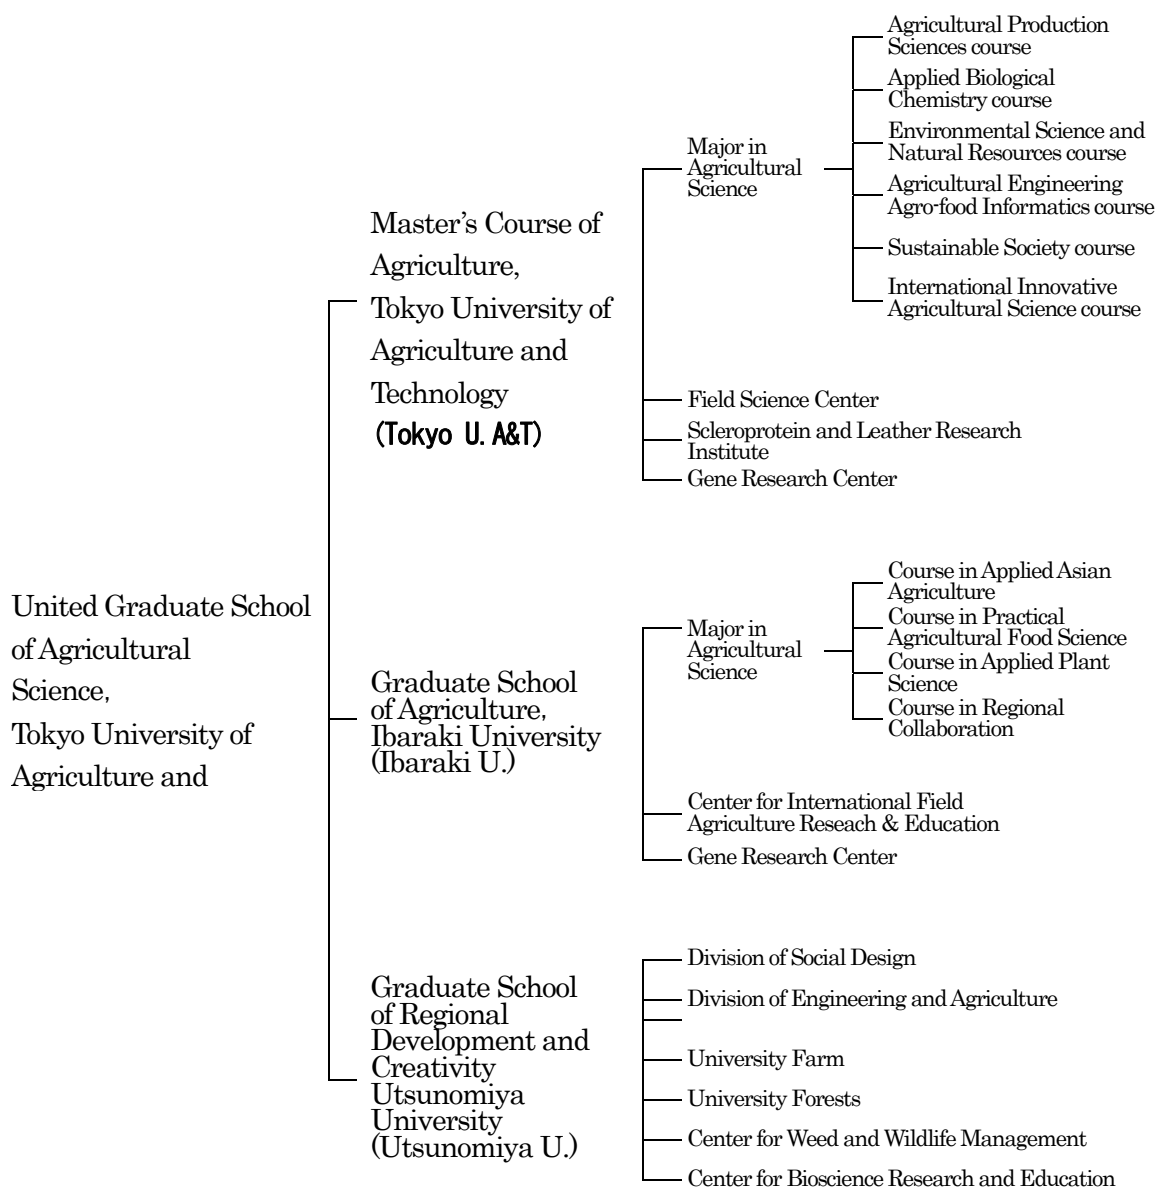 United Graduate School
of Agricultural
Science,
Tokyo University of
Agriculture and
Master's Course of
Agriculture,
Tokyo University of
Agriculture and
Technology
(Tokyo U. A&T)
Major in
Agricultural
Science
Agricultural Production
Sciences course
Applied Biological
Chemistry course
Environmental Science and
Natural Resources course
Agricultural Engineering
Agro-food Informatics course
Sustainable Society course
International Innovative
Agricultural Science course
Field Science Center
Scleroprotein and Leather Research
Institute
Gene Research Center
Graduate School
of Agriculture,
Ibaraki University
(Ibaraki U.)
Major in
Agricultural
Science
Course in Applied Asian
Agriculture
Course in Practical
Agricultural Food Science
Course in Applied Plant
Science
Course in Regional
Collaboration
Center for International Field
Agriculture Reseach & Education
Gene Research Center
Graduate School
of Regional
Development and
Creativity
Utsunomiya
University
(Utsunomiya U.)
Division of Social Design
Division of Engineering and Agriculture
University Farm
University Forests
Center for Weed and Wildlife Management
Center for Bioscience Research and Education